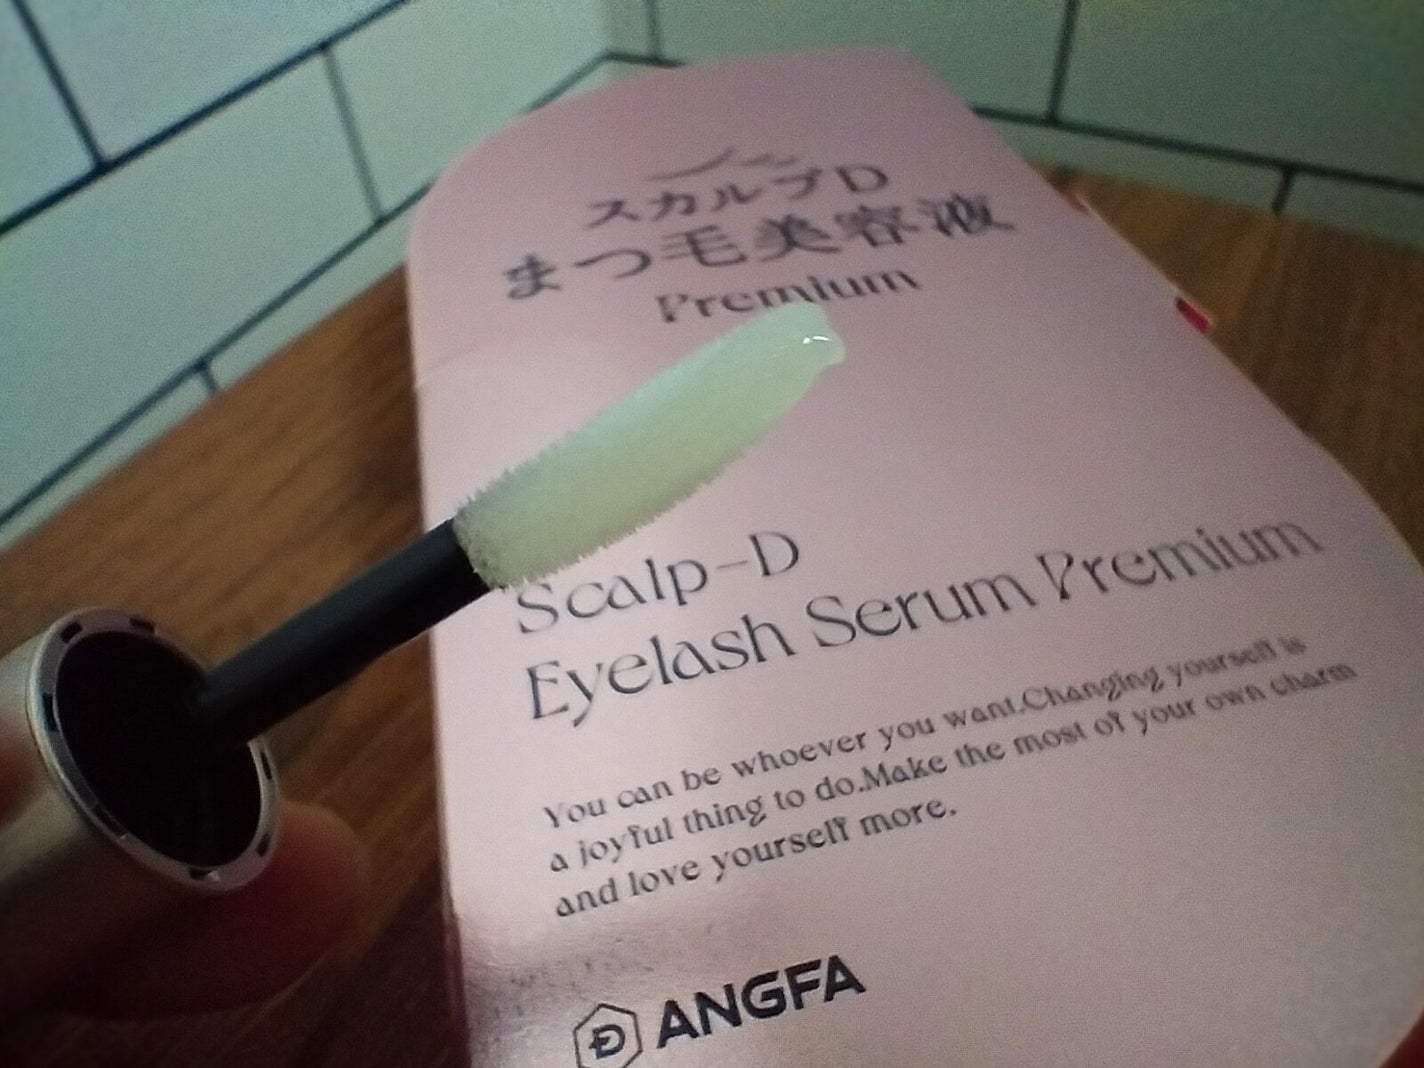 スカルプD
まつ毛美容液
Premium
Scalp-D
Eyelash Serum Premium
You can be whoever you want.Changing yourself is
a joyful thing to do.Make the most of your own charm
and love yourself more.
ANGFA